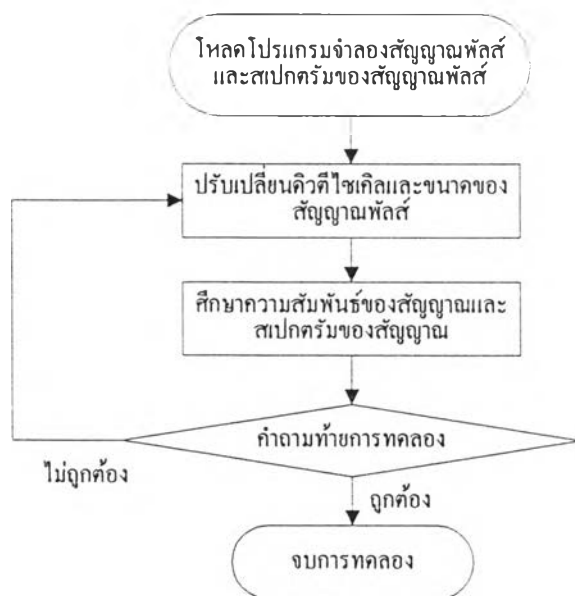 โหลดโปรแกรมจำลองสัญญาณพัลส์
และสเปกตรัมของสัญญาณพัลส์
ปรับเปลี่ยนดิวตีไซเคิลและขนาดของ
สัญญาณพัลส์
ศึกษาความสัมพันธ์ของสัญญาณและ
สเปกตรัมของสัญญาณ
คำถามท้ายการทดลอง
ไม่ถูกต้อง
ถูกต้อง
จบการทดลอง